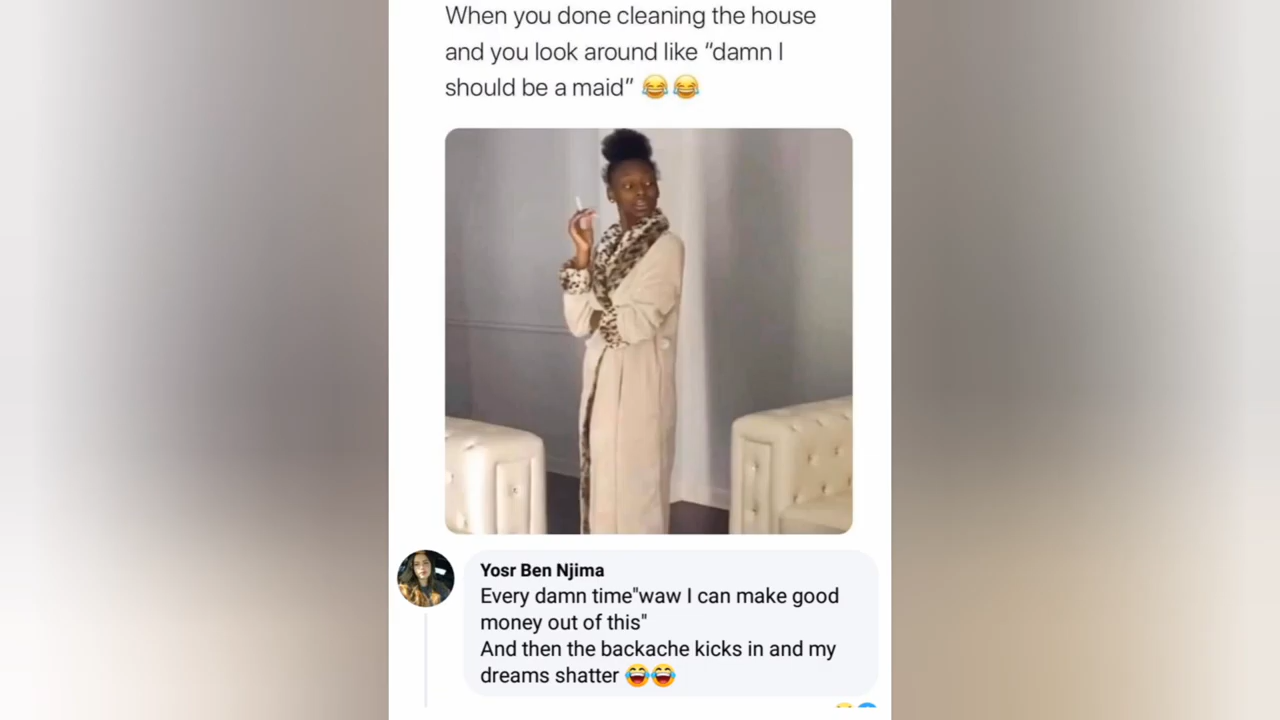 When you done cleaning the house
and you look around like “damn I
should be a maid” 😂😂
Yosr Ben Njima
Every damn time"waw I can make good
money out of this"
And then the backache kicks in and my
dreams shatter 😂😂